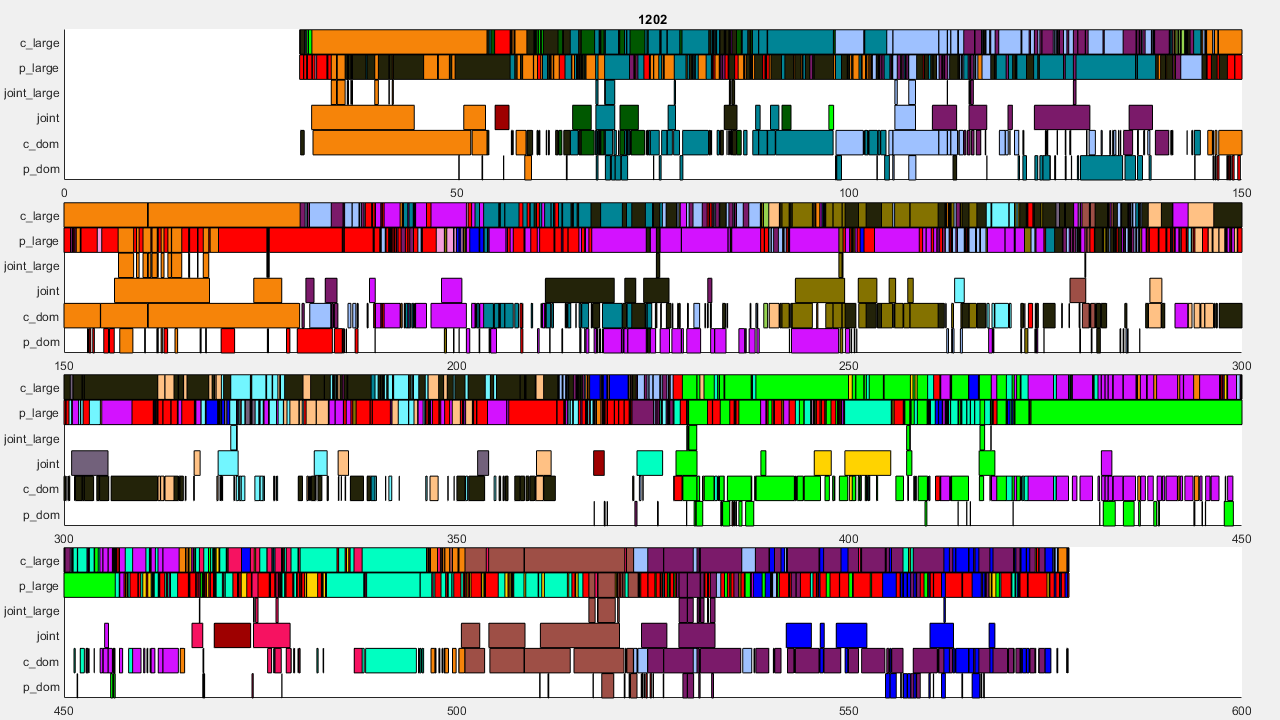 1202
c_large
p_large
joint_large
joint
c_dom
p_dom
0 50 100 150
c_large
p_large
joint_large
joint
c_dom
p_dom
150 200 250 300
c_large
p_large
joint_large
joint
c_dom
p_dom
300 350 400 450
c_large
p_large
joint_large
joint
c_dom
p_dom
450 500 550 600